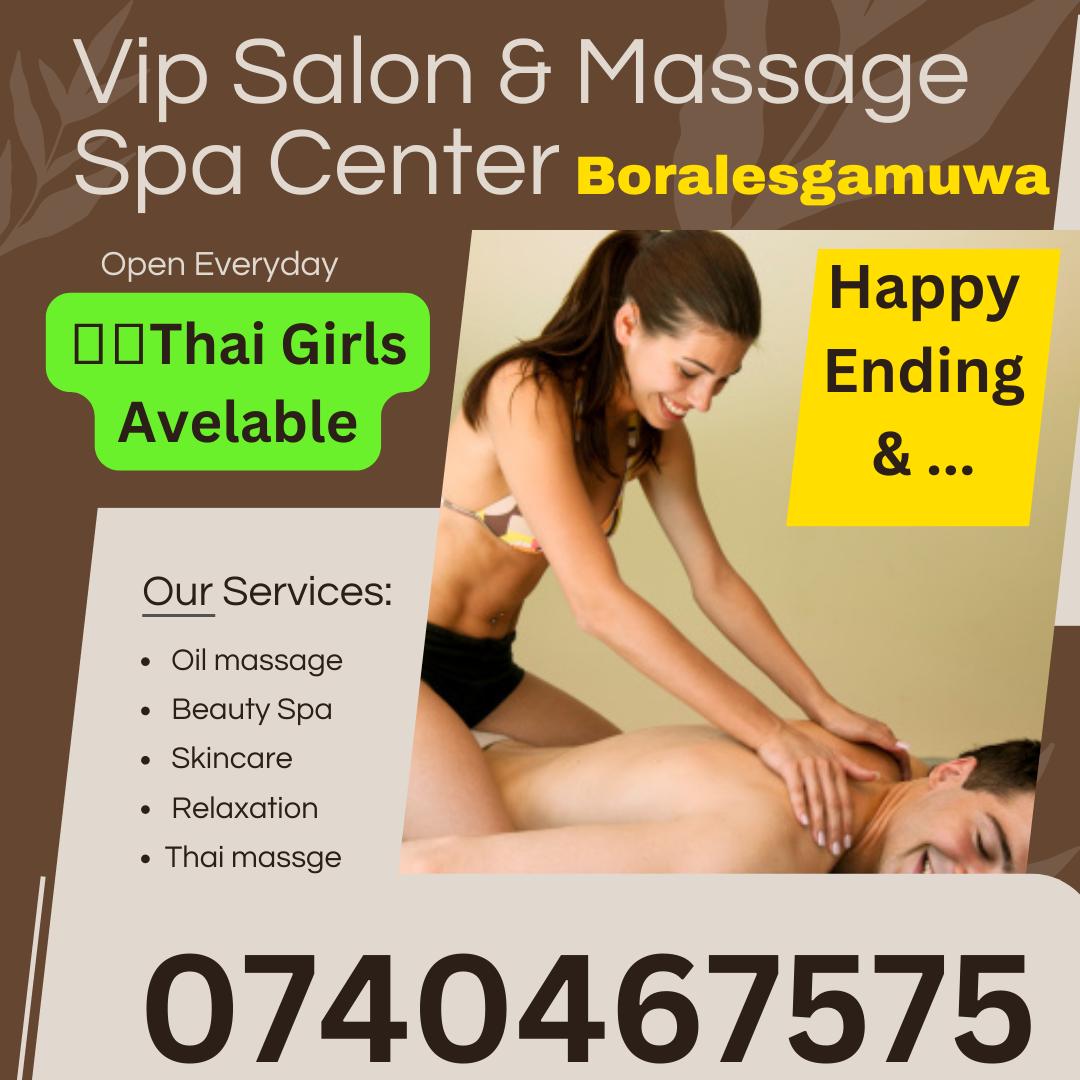 Vip Salon & Massage
Spa Center Boralesgamuwa
Open Everyday
Thai Girls
Avelable
Happy
Ending
& ...
Our Services:
• Oil massage
• Beauty Spa
• Skincare
• Relaxation
• Thai massge
0740467575